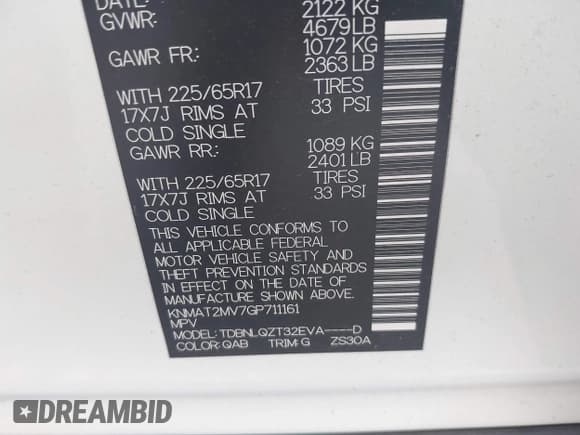 DATE:
GVWR: 2122 KG
4679 LB
GAWR FR: 1072 KG
2363 LB
WITH 225/65R17 TIRES
17X7J RIMS AT 33 PSI
COLD SINGLE
GAWR RR: 1089 KG
2401 LB
WITH 225/65R17 TIRES
17X7J RIMS AT 33 PSI
COLD SINGLE
THIS VEHICLE CONFORMS TO
ALL APPLICABLE FEDERAL
MOTOR VEHICLE SAFETY AND
THEFT PREVENTION STANDARDS
IN EFFECT ON THE DATE OF
MANUFACTURE SHOWN ABOVE.
KNMAT2MV7GP711161
MPV
MODEL: TDBNLQZT32EVA----D
COLOR: QAB TRIM: G ZS30A
DREAMBID